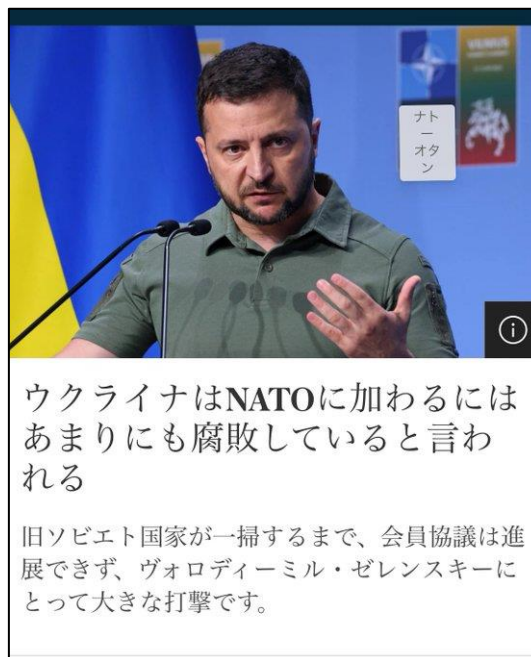 VILNIUS
ナト
ー
オタ
ン
ウクライナはNATOに加わるには
あまりにも腐敗していると言わ
れる
旧ソビエト国家が一掃するまで、会員協議は進
展できず、ヴォロディーミル・ゼレンスキーに
とって大きな打撃です。